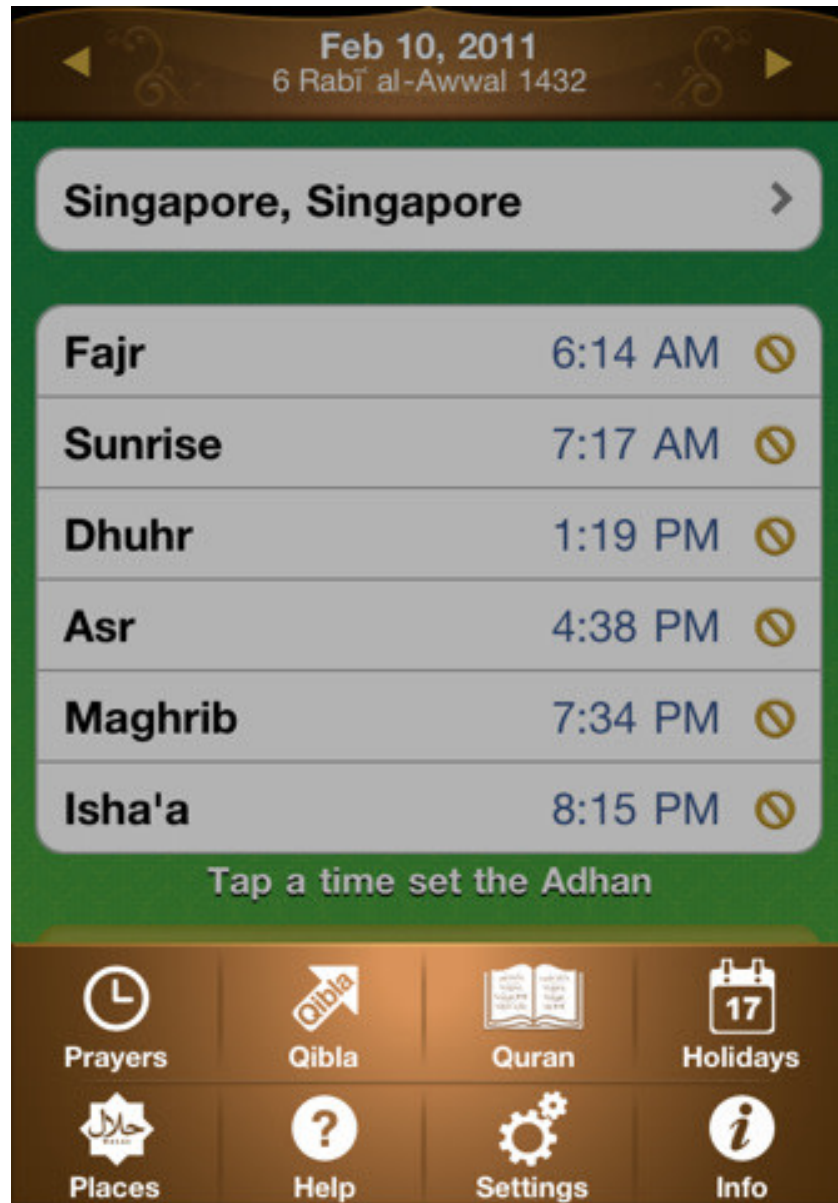 Feb 10, 2011
6 Rabī' al-Awwal 1432
Singapore, Singapore
Fajr 6:14 AM
Sunrise 7:17 AM
Dhuhr 1:19 PM
Asr 4:38 PM
Maghrib 7:34 PM
Isha'a 8:15 PM
Tap a time set the Adhan
Qibla
17
Prayers Qibla Quran Holidays
حلال
?
i
Places Help Settings Info